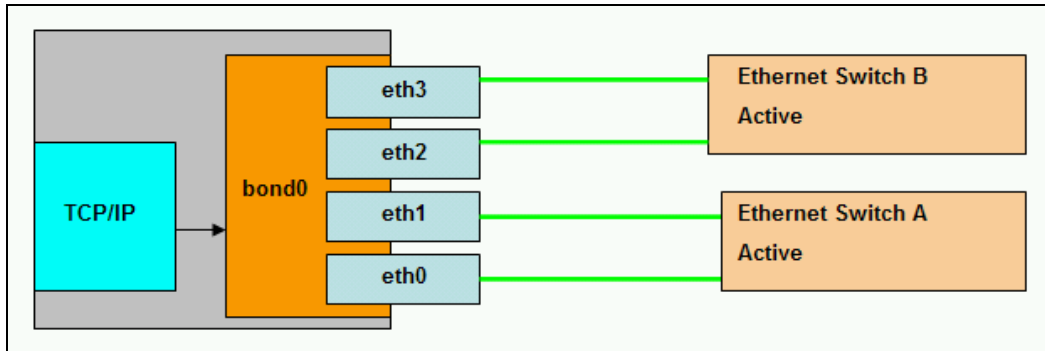 eth3
eth2
bond0
eth1
eth0
TCP/IP
Ethernet Switch B
Active
Ethernet Switch A
Active